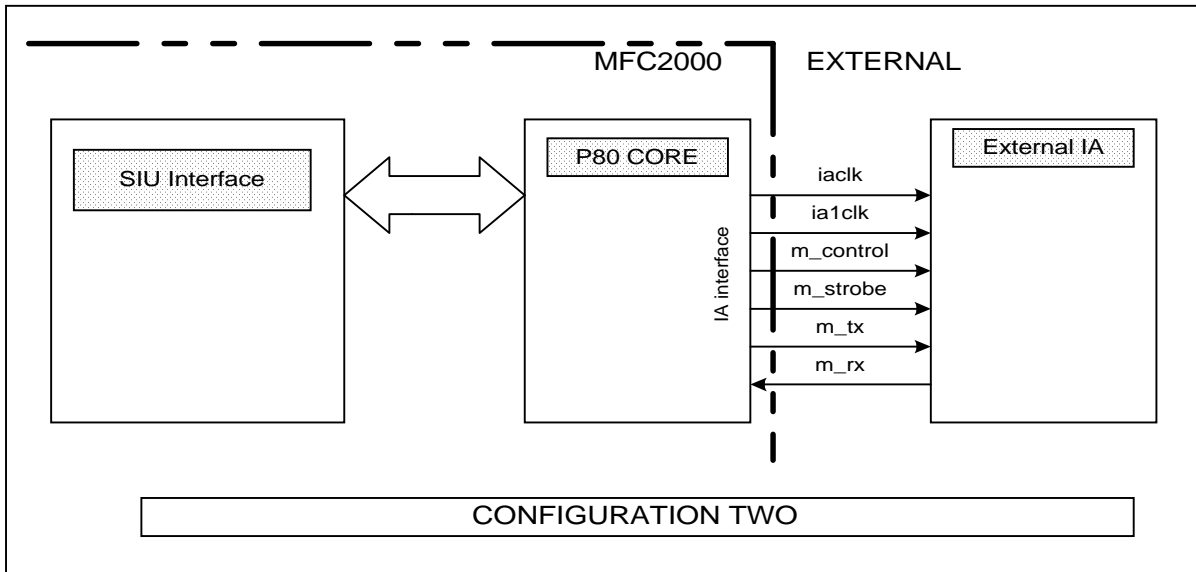 MFC2000
EXTERNAL
SIU Interface
P80 CORE
External IA
IA interface
iaclk
ia1clk
m_control
m_strobe
m_tx
m_rx
CONFIGURATION TWO